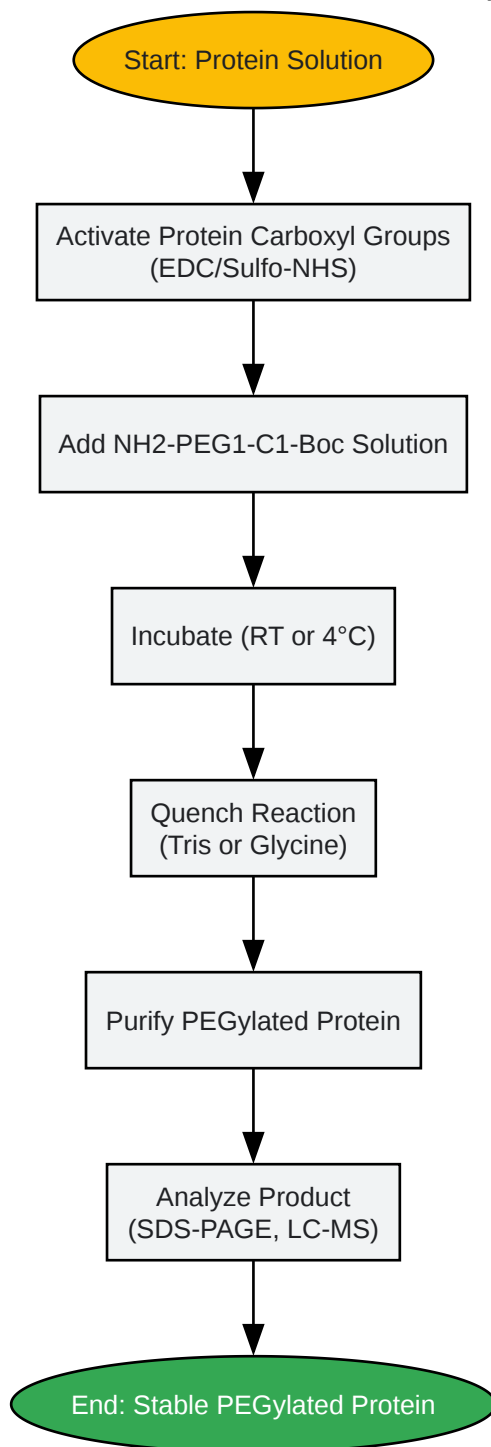 Start: Protein Solution
Activate Protein Carboxyl Groups
(EDC/Sulfo-NHS)
Add NH2-PEG1-C1-Boc Solution
Incubate (RT or 4°C)
Quench Reaction
(Tris or Glycine)
Purify PEGylated Protein
Analyze Product
(SDS-PAGE, LC-MS)
End: Stable PEGylated Protein